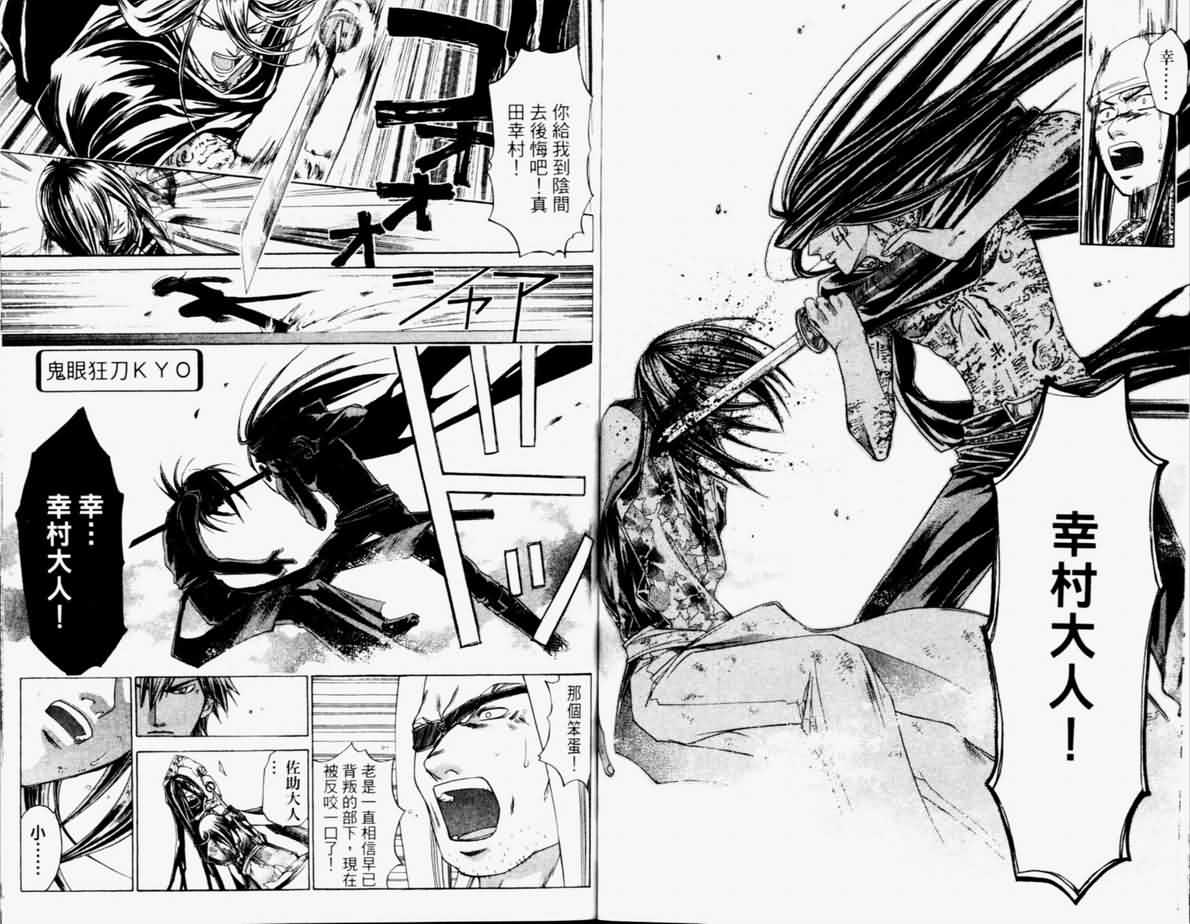 幸……
幸村大人！
你給我到陰間
去後悔吧！真
田幸村！
ゴオオオ
シャア
鬼眼狂刀KYO
幸…
幸村大人！
那個笨蛋！
老是一直相信早已
背叛的部下，現在
被反咬一口了！
佐助大人
…
小……